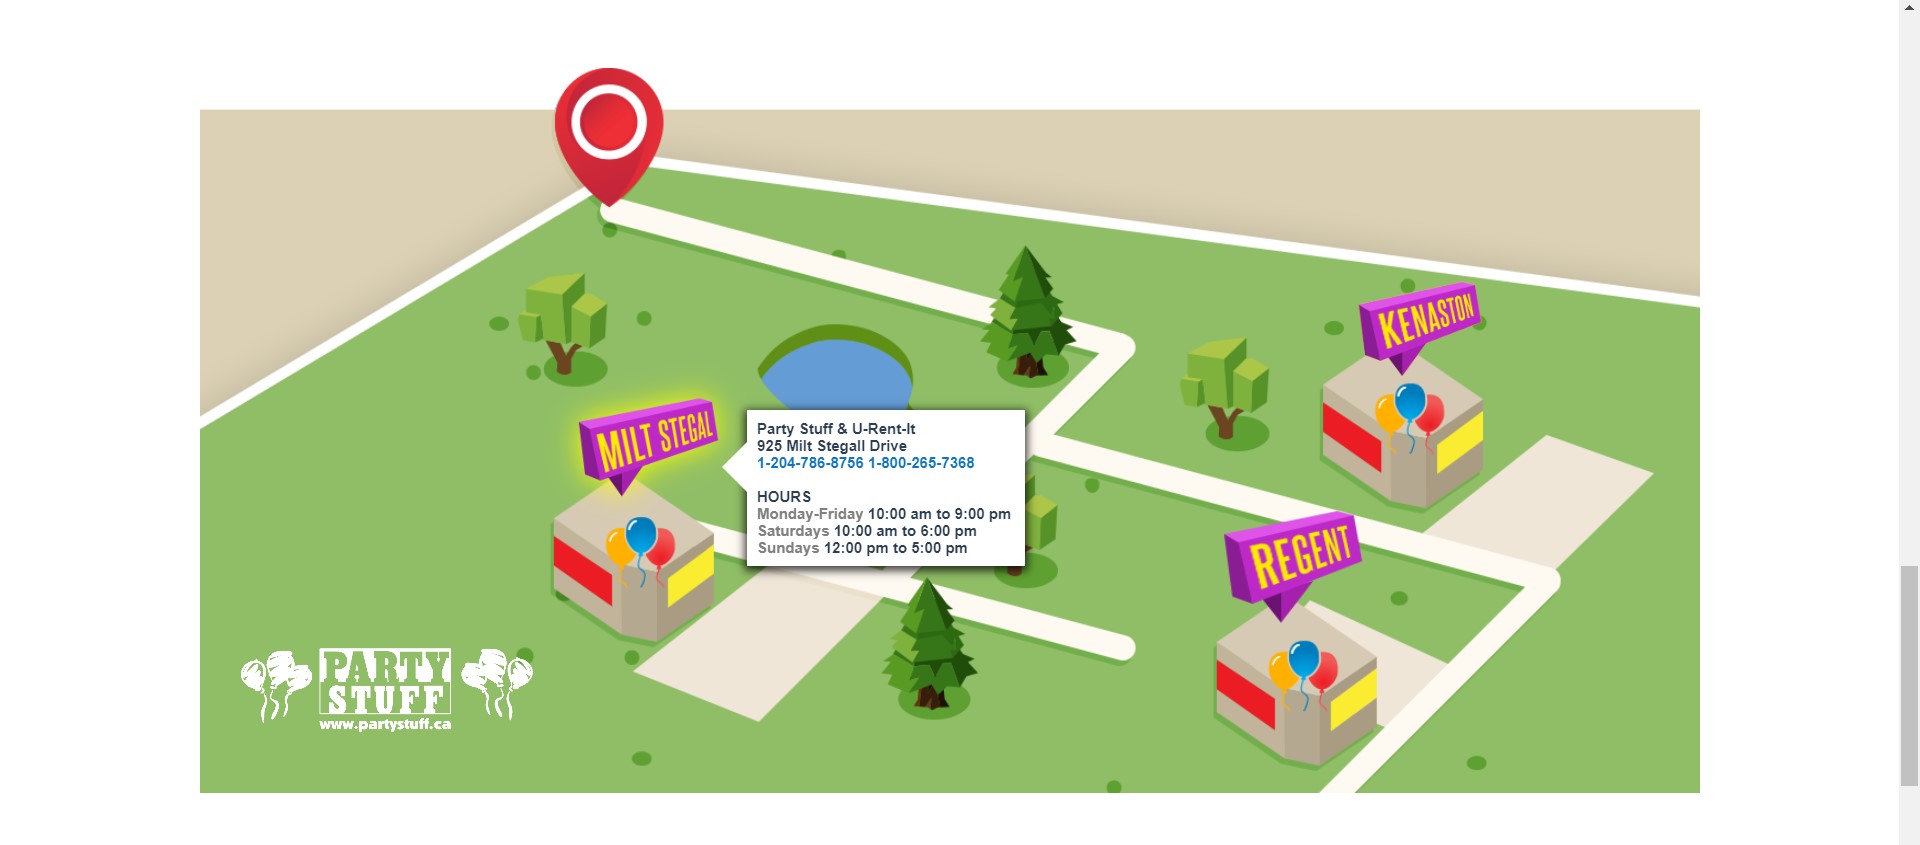 KENASTON
MILT STEGAL
Party Stuff & U-Rent-It
925 Milt Stegall Drive
1-204-786-8756 1-800-265-7368
HOURS
Monday-Friday 10:00 am to 9:00 pm
Saturdays 10:00 am to 6:00 pm
Sundays 12:00 pm to 5:00 pm
REGENT
PARTY
STUFF
www.partystuff.ca